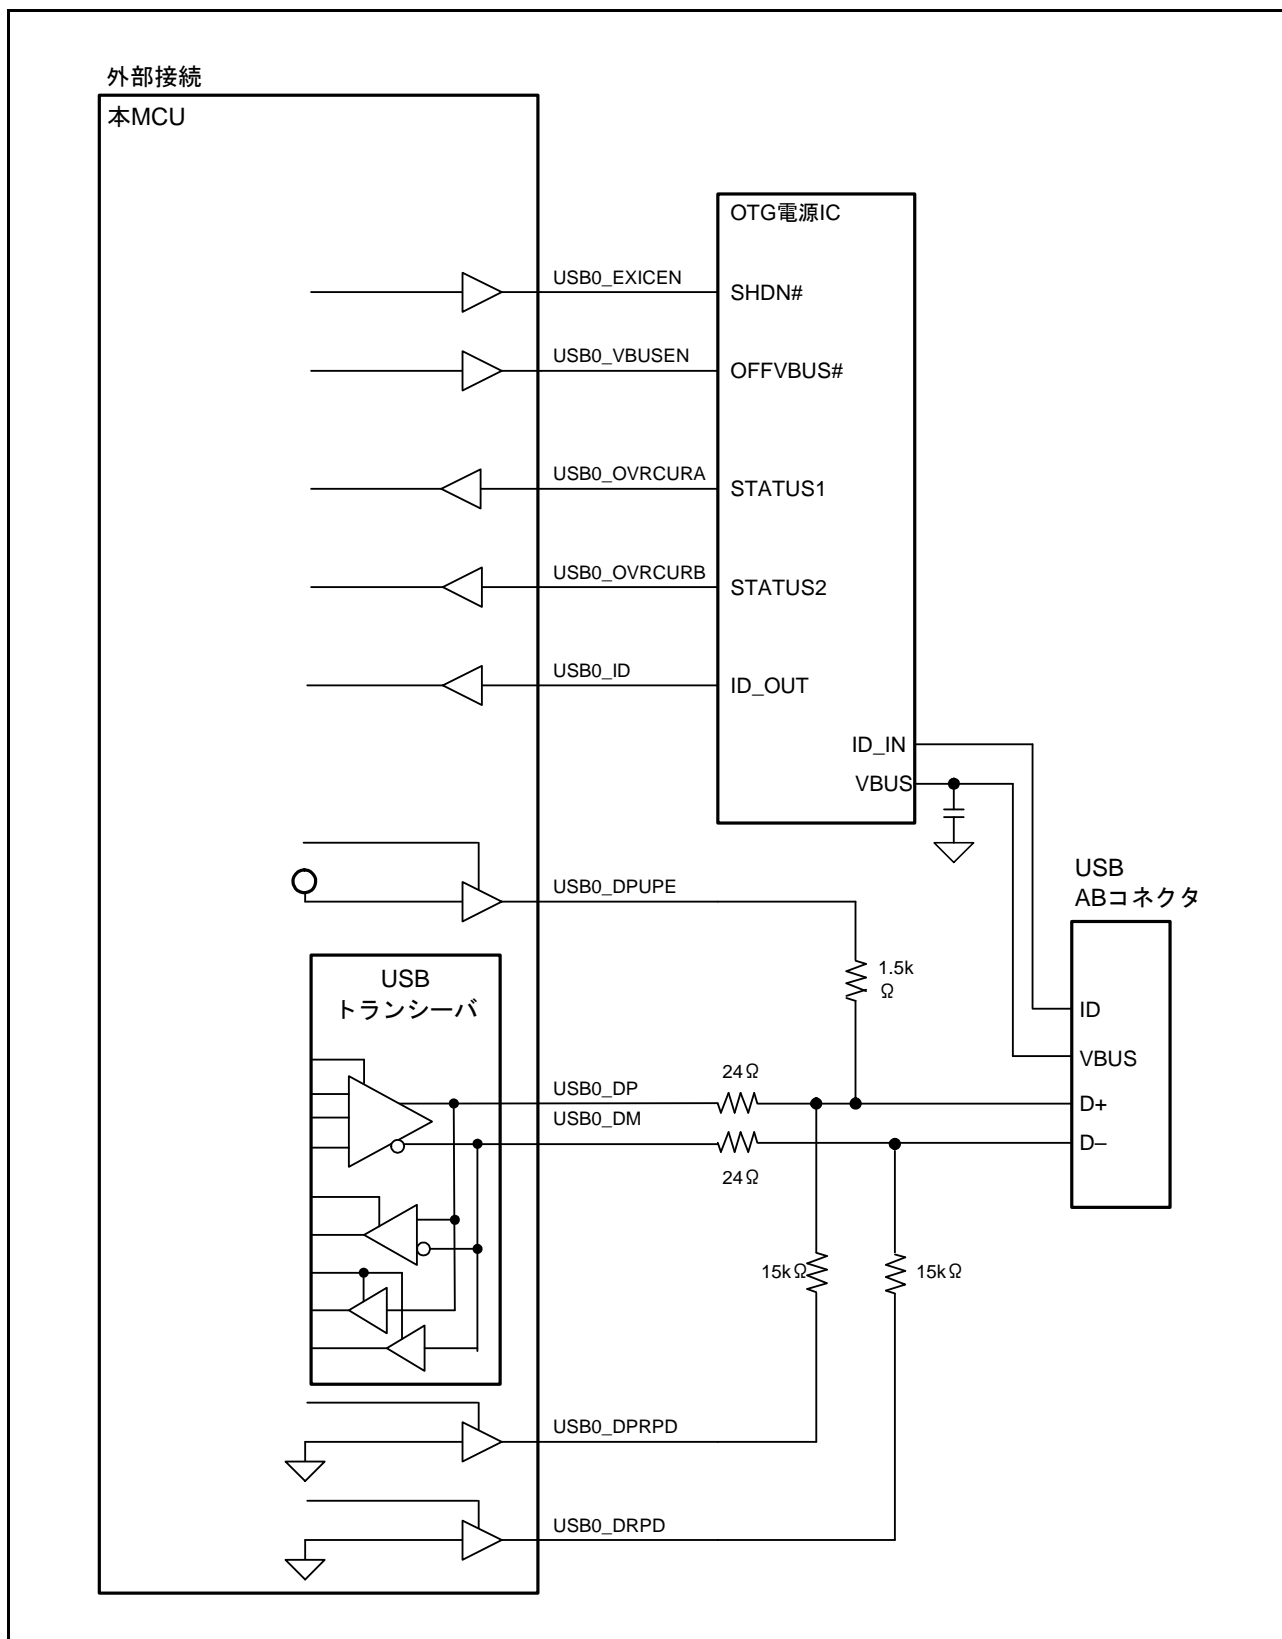 外部接続
本MCU
OTG電源IC
USB0_EXICEN
SHDN#
USB0_VBUSEN
OFFVBUS#
USB0_OVRCURA
STATUS1
USB0_OVRCURB
STATUS2
USB0_ID
ID_OUT
ID_IN
VBUS
USB
ABコネクタ
USB0_DPUPE
1.5k
Ω
USB
トランシーバ
ID
VBUS
24Ω
USB0_DP
D+
USB0_DM
D–
24Ω
15kΩ
15kΩ
USB0_DPRPD
USB0_DRPD